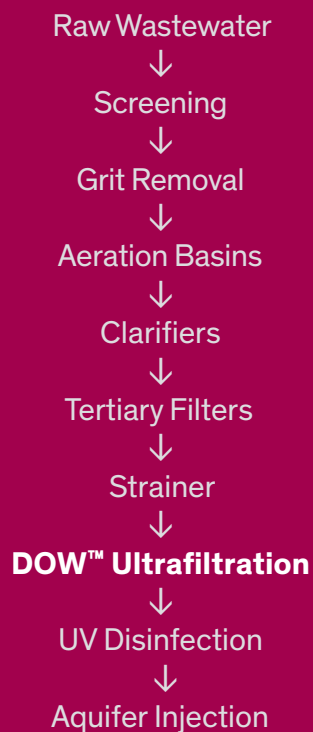 Raw Wastewater
↓
Screening
↓
Grit Removal
↓
Aeration Basins
↓
Clarifiers
↓
Tertiary Filters
↓
Strainer
↓
DOW™ Ultrafiltration
↓
UV Disinfection
↓
Aquifer Injection